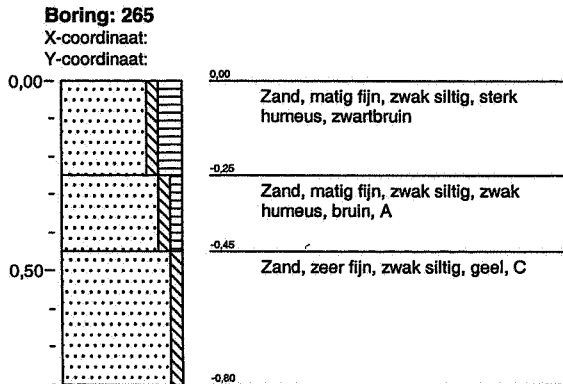 Boring: 265
X-coordinaat:
Y-coordinaat:
0,00
0,00
Zand, matig fijn, zwak siltig, sterk
humeus, zwartbruin
-0,25
Zand, matig fijn, zwak siltig, zwak
humeus, bruin, A
-0,45
0,50
Zand, zeer fijn, zwak siltig, geel, C
-0,80